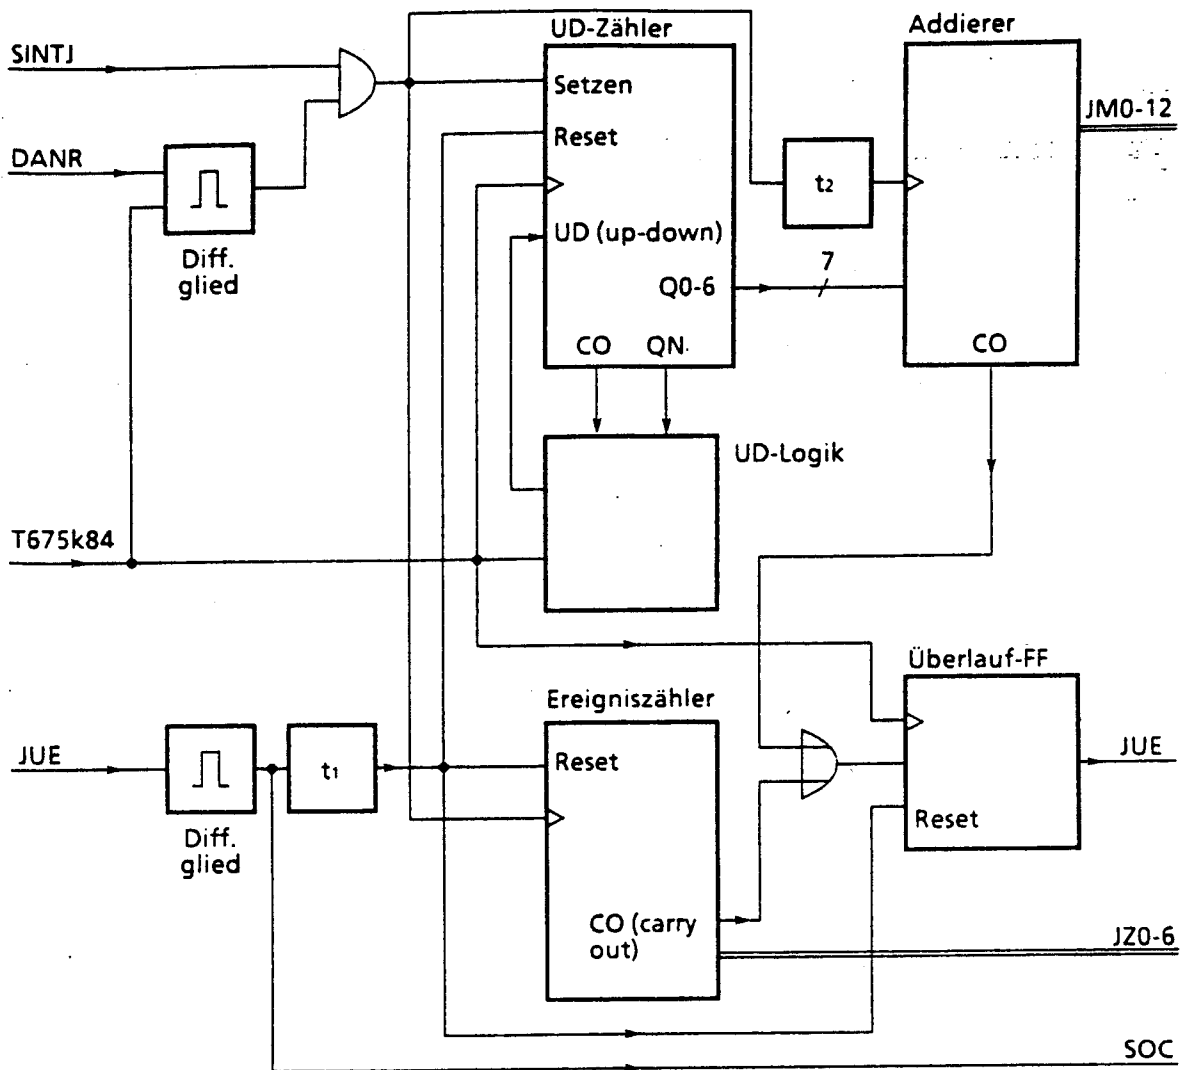 UD-Zähler
Addierer
SINTJ
Setzen
JM0-12
Reset
DANR
t2
UD (up-down)
Diff.
glied
7
Q0-6
CO
QN
CO
UD-Logik
T675k84
Überlauf-FF
Ereigniszähler
JUE
t1
Reset
JUE
Reset
Diff.
glied
CO (carry
out)
JZ0-6
SOC